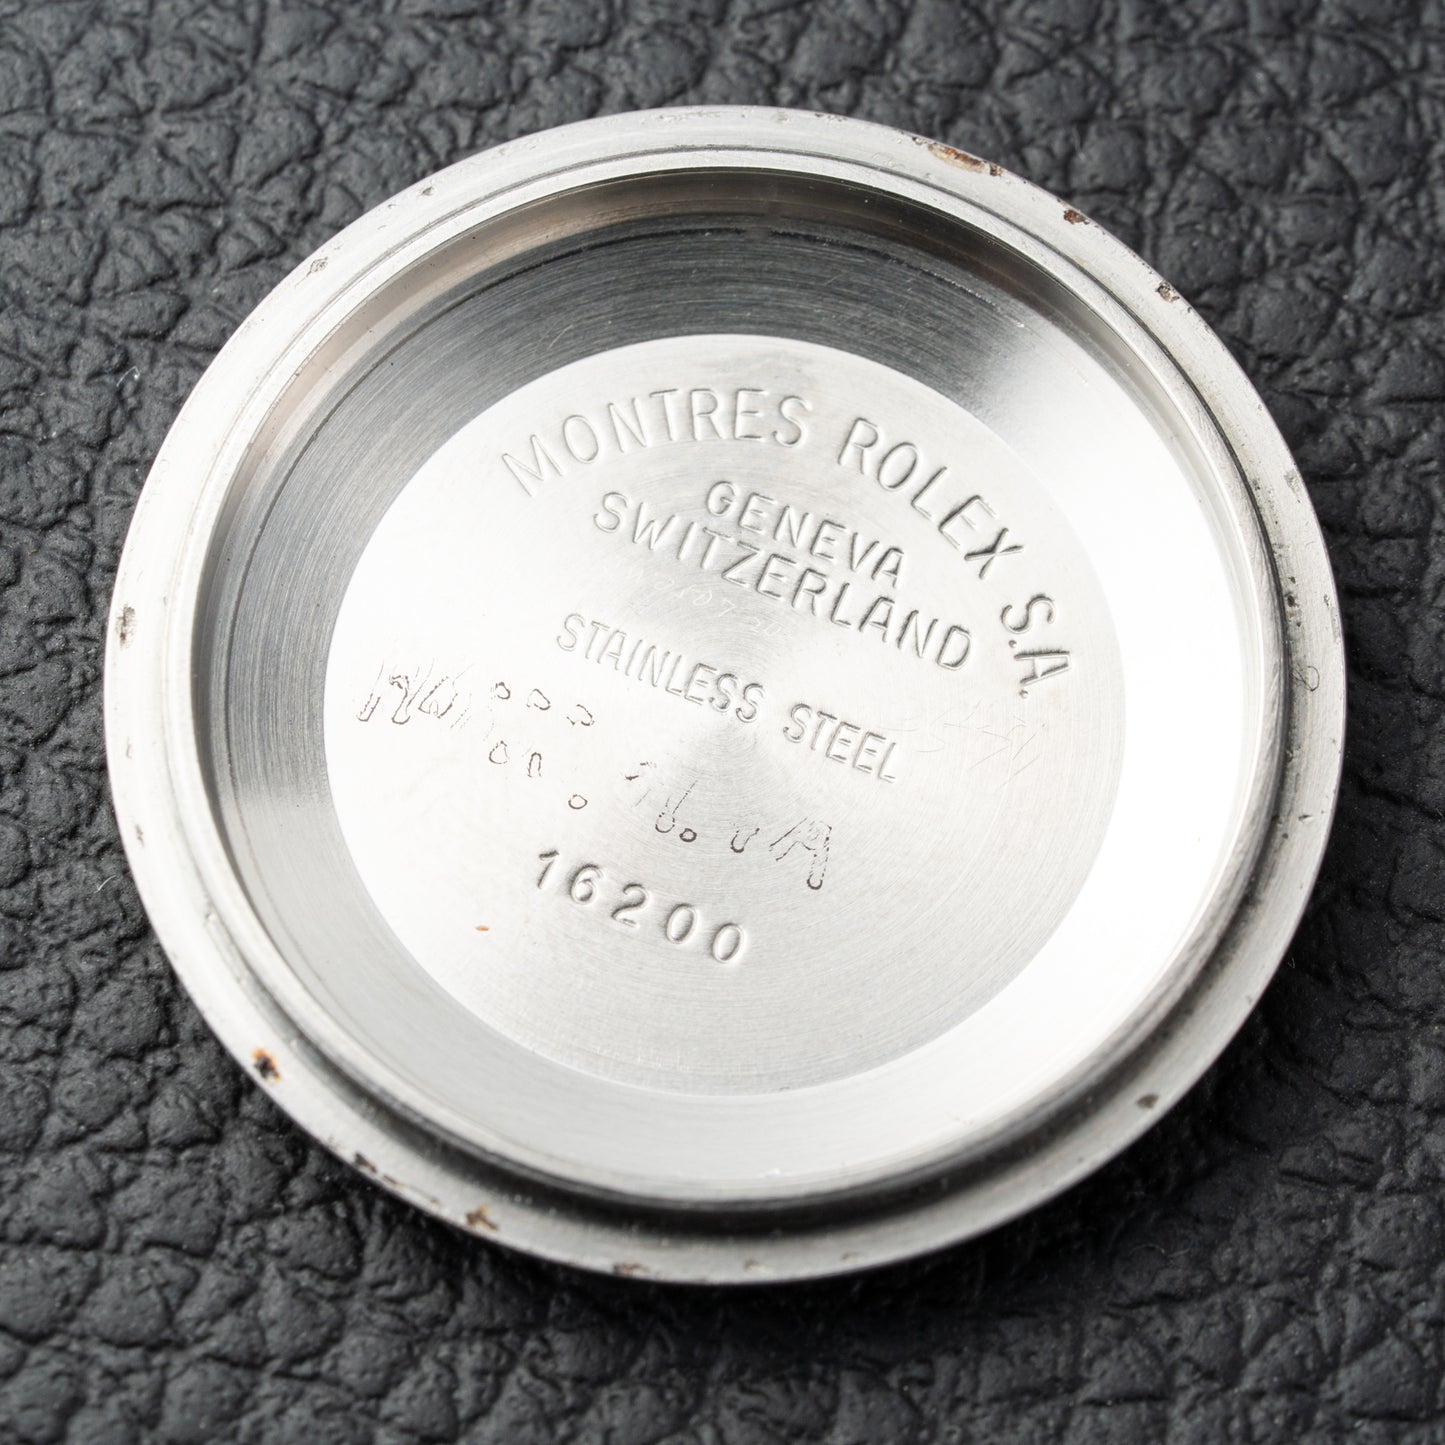 MONTRES ROLEX S.A.
GENEVA
SWITZERLAND
STAINLESS STEEL
16200